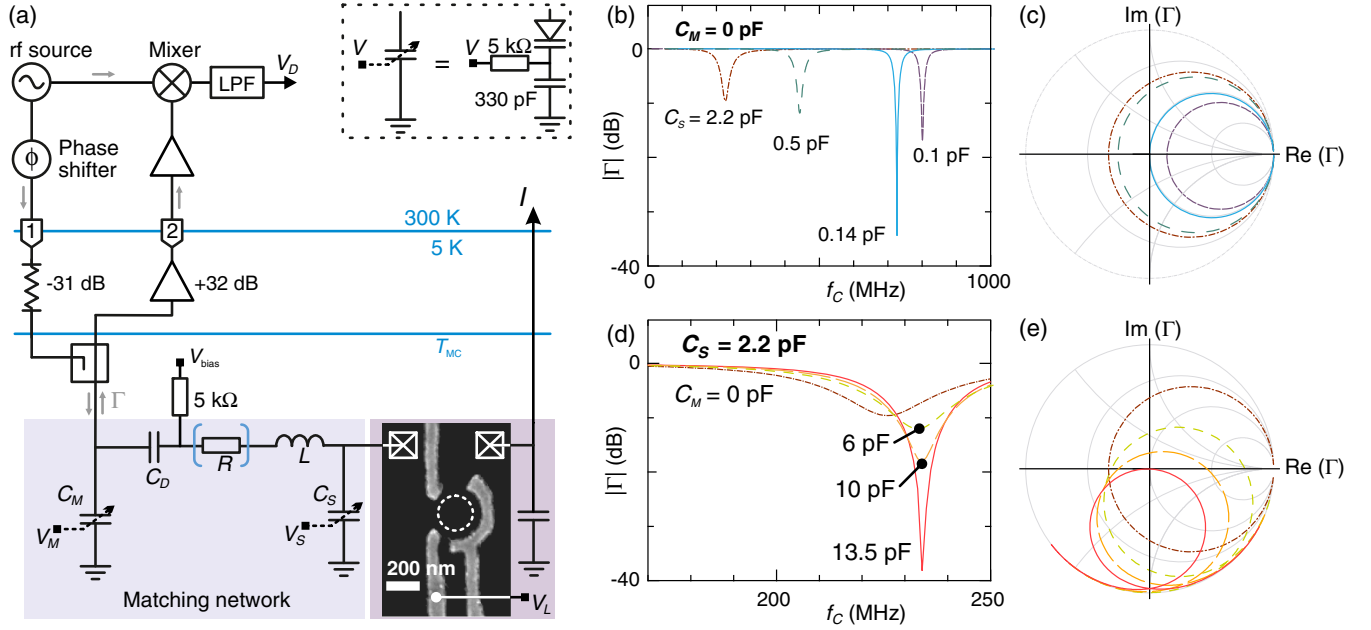 (a)
rf source
Mixer
V_D
LPF
ϕ
Phase
shifter
V
=
V
5 kΩ
330 pF
1
2
300 K
5 K
I
-31 dB
+32 dB
T_MC
Γ
V_bias
5 kΩ
R
L
C_D
C_M
V_M
C_S
V_S
200 nm
V_L
Matching network
(b)
C_M = 0 pF
0
-40
|Γ| (dB)
C_S = 2.2 pF
0.5 pF
0.14 pF
0.1 pF
0
1000
f_C (MHz)
(c)
Im (Γ)
Re (Γ)
(d)
C_S = 2.2 pF
0
-40
|Γ| (dB)
C_M = 0 pF
6 pF
10 pF
13.5 pF
200
250
f_C (MHz)
(e)
Im (Γ)
Re (Γ)